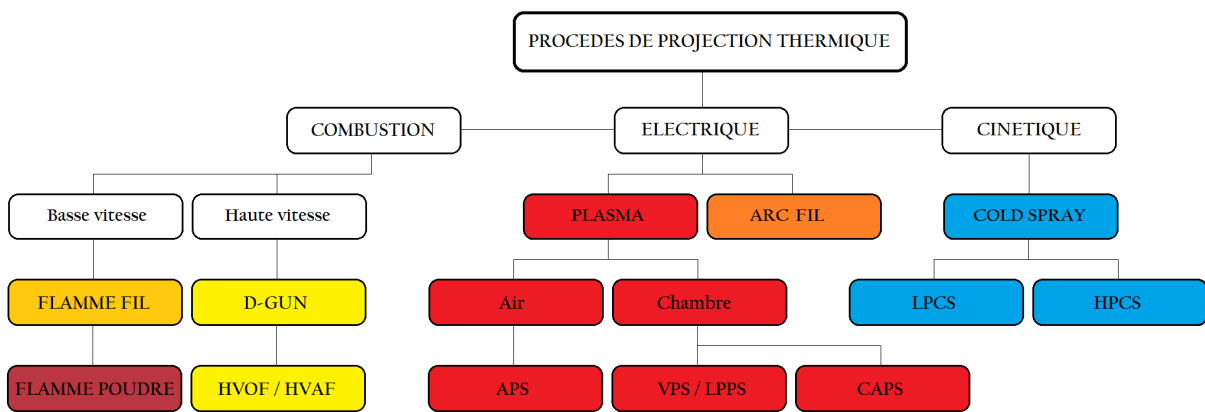 PROCEDES DE PROJECTION THERMIQUE
COMBUSTION
ELECTRIQUE
CINETIQUE
Basse vitesse
Haute vitesse
PLASMA
ARC FIL
COLD SPRAY
FLAMME FIL
D-GUN
Air
Chambre
LPCS
HPCS
FLAMME POUDRE
HVOF / HVAF
APS
VPS / LPPS
CAPS